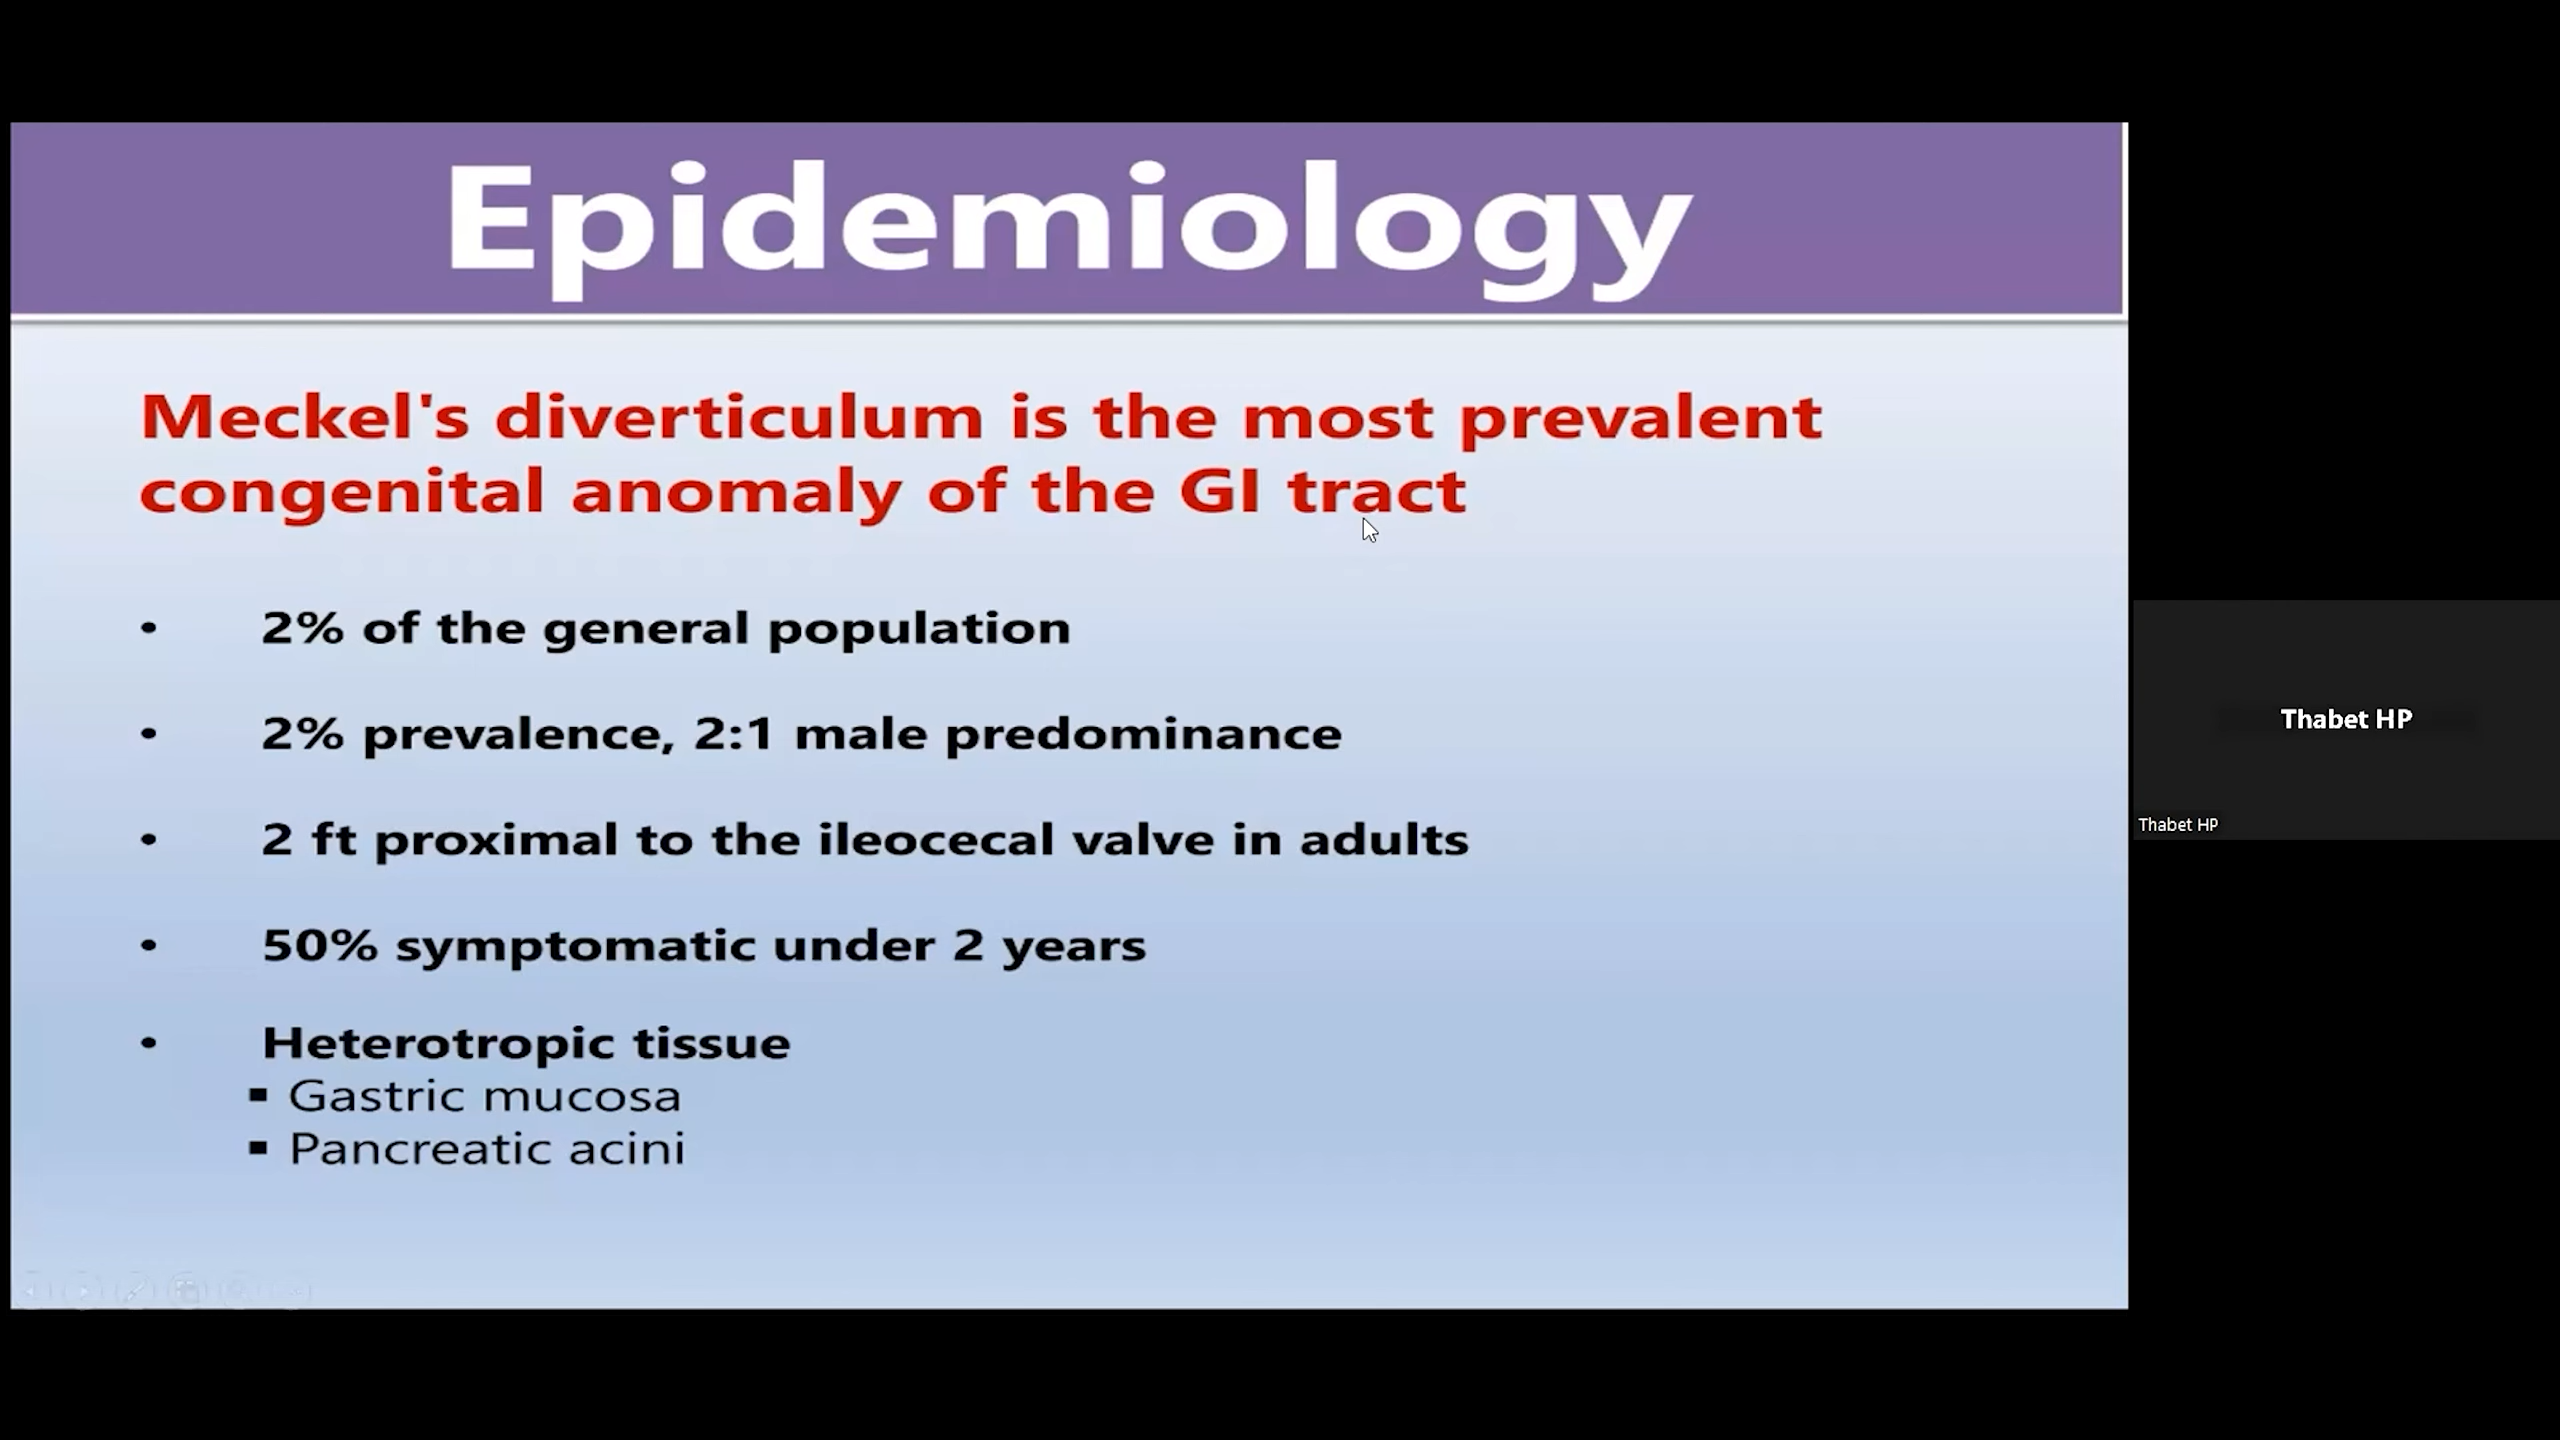 Epidemiology
Meckel's diverticulum is the most prevalent
congenital anomaly of the GI tract
• 2% of the general population
• 2% prevalence, 2:1 male predominance
• 2 ft proximal to the ileocecal valve in adults
• 50% symptomatic under 2 years
• Heterotropic tissue
▪ Gastric mucosa
▪ Pancreatic acini
Thabet HP
Thabet HP